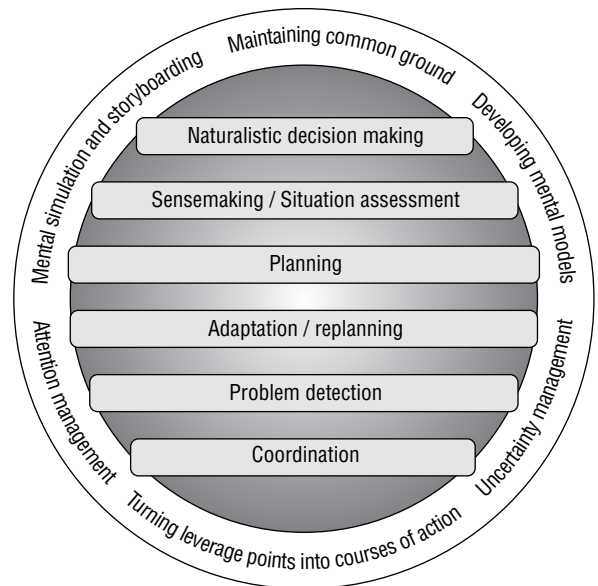 Maintaining common ground
Mental simulation and storyboarding
Developing mental models
Naturalistic decision making
Sensemaking / Situation assessment
Planning
Adaptation / replanning
Problem detection
Coordination
Attention management
Uncertainty management
Turning leverage points into courses of action